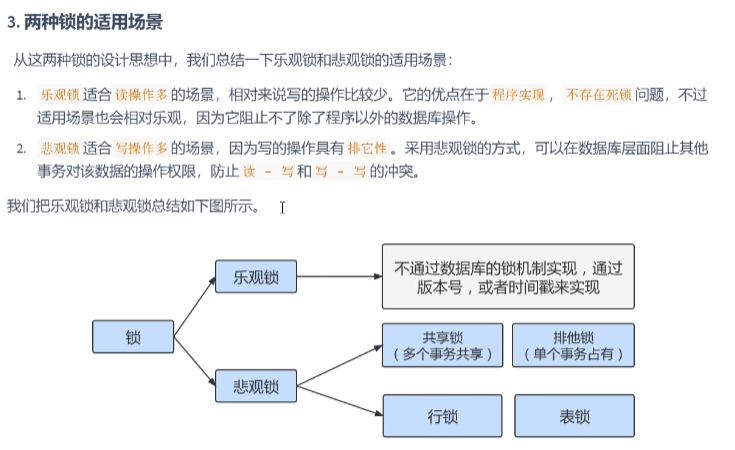 3. 两种锁的适用场景
从这两种锁的设计思想中，我们总结一下乐观锁和悲观锁的适用场景：
1. 乐观锁 适合 读操作多 的场景，相对来说写的操作比较少。它的优点在于 程序实现 ， 不存在死锁 问题，不过
适用场景也会相对乐观，因为它阻止不了除了程序以外的数据库操作。
2. 悲观锁 适合 写操作多 的场景，因为写的操作具有 排它性 。采用悲观锁的方式，可以在数据库层面阻止其他
事务对该数据的操作权限，防止 读 - 写 和 写 - 写 的冲突。
我们把乐观锁和悲观锁总结如下图所示。
锁
乐观锁
不通过数据库的锁机制实现，通过
版本号，或者时间戳来实现
悲观锁
共享锁
（多个事务共享）
排他锁
（单个事务占有）
行锁
表锁